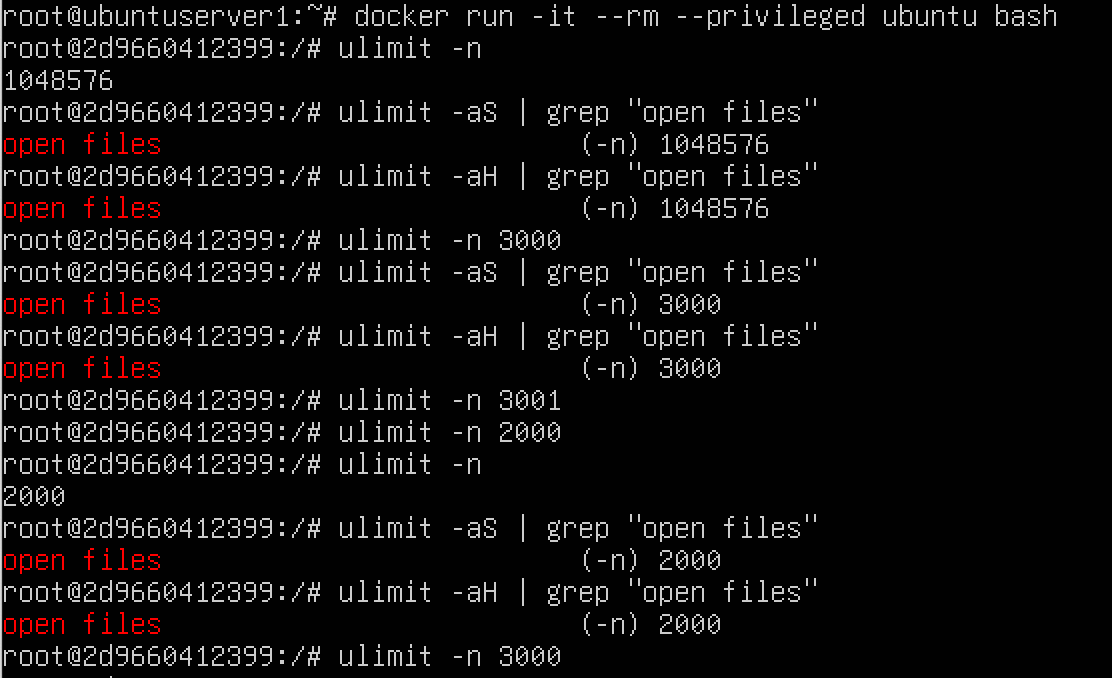 root@ubuntuserver1:~# docker run -it --rm --privileged ubuntu bash
root@2d9660412399:/# ulimit -n
1048576
root@2d9660412399:/# ulimit -aS | grep "open files"
open files                          (-n) 1048576
root@2d9660412399:/# ulimit -aH | grep "open files"
open files                          (-n) 1048576
root@2d9660412399:/# ulimit -n 3000
root@2d9660412399:/# ulimit -aS | grep "open files"
open files                          (-n) 3000
root@2d9660412399:/# ulimit -aH | grep "open files"
open files                          (-n) 3000
root@2d9660412399:/# ulimit -n 3001
root@2d9660412399:/# ulimit -n 2000
root@2d9660412399:/# ulimit -n
2000
root@2d9660412399:/# ulimit -aS | grep "open files"
open files                          (-n) 2000
root@2d9660412399:/# ulimit -aH | grep "open files"
open files                          (-n) 2000
root@2d9660412399:/# ulimit -n 3000